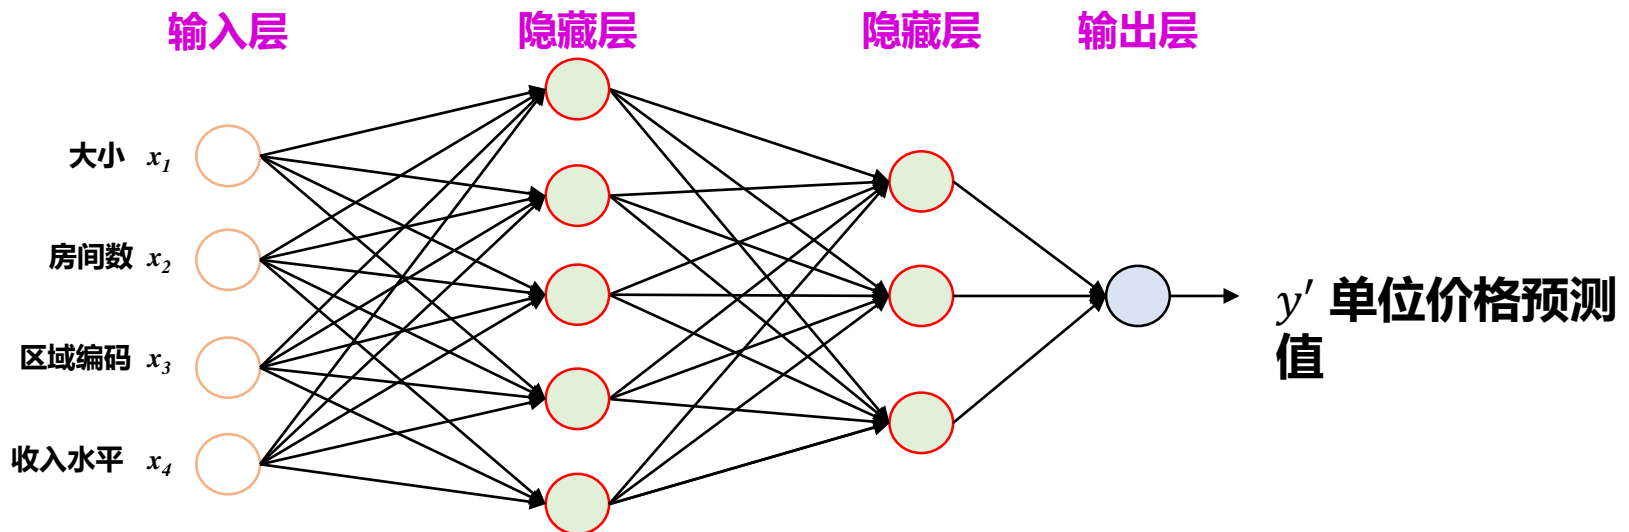 输入层 隐藏层 隐藏层 输出层
大小 x1
房间数 x2
区域编码 x3
收入水平 x4
y′ 单位价格预测
值